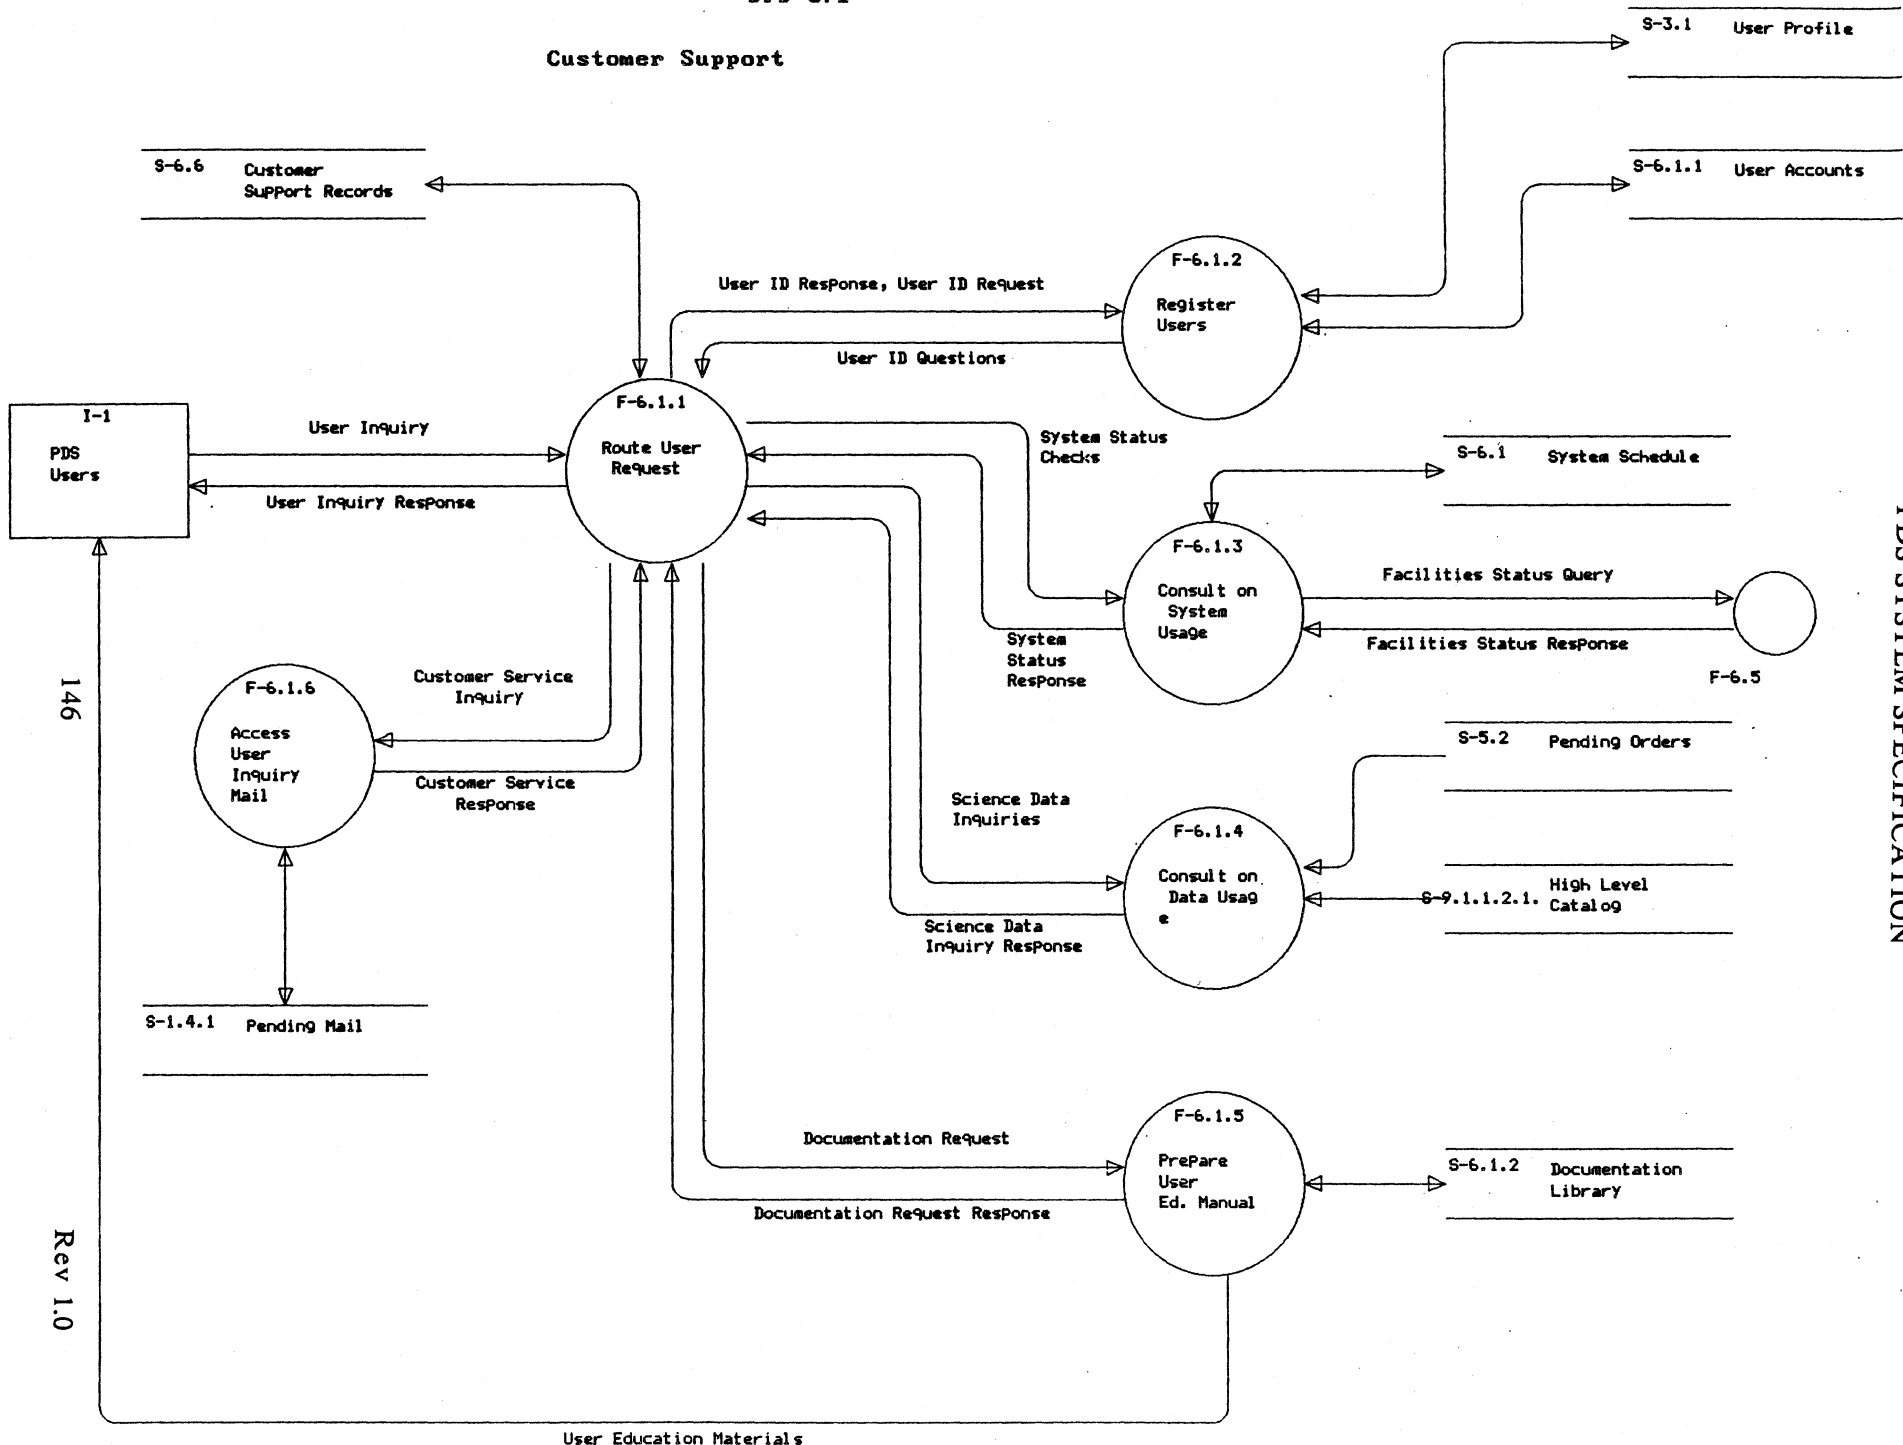 Customer Support
S-3.1 User Profile
S-6.6 Customer
Support Records
S-6.1.1 User Accounts
F-6.1.2
Register
Users
User ID Response, User ID Request
User ID Questions
I-1
PDS
Users
User Inquiry
User Inquiry Response
F-6.1.1
Route User
Request
System Status
Checks
S-6.1 System Schedule
F-6.1.3
Consult on
System
Usage
System
Status
Response
Facilities Status Query
Facilities Status Response
F-6.5
F-6.1.6
Access
User
Inquiry
Mail
Customer Service
Inquiry
Customer Service
Response
S-5.2 Pending Orders
Science Data
Inquiries
F-6.1.4
Consult on
Data Usag
e
S-9.1.1.2.1. High Level
Catalog
Science Data
Inquiry Response
S-1.4.1 Pending Mail
F-6.1.5
Prepare
User
Ed. Manual
Documentation Request
Documentation Request Response
S-6.1.2 Documentation
Library
User Education Materials
146
Rev 1.0
PDS SYSTEM SPECIFICATION